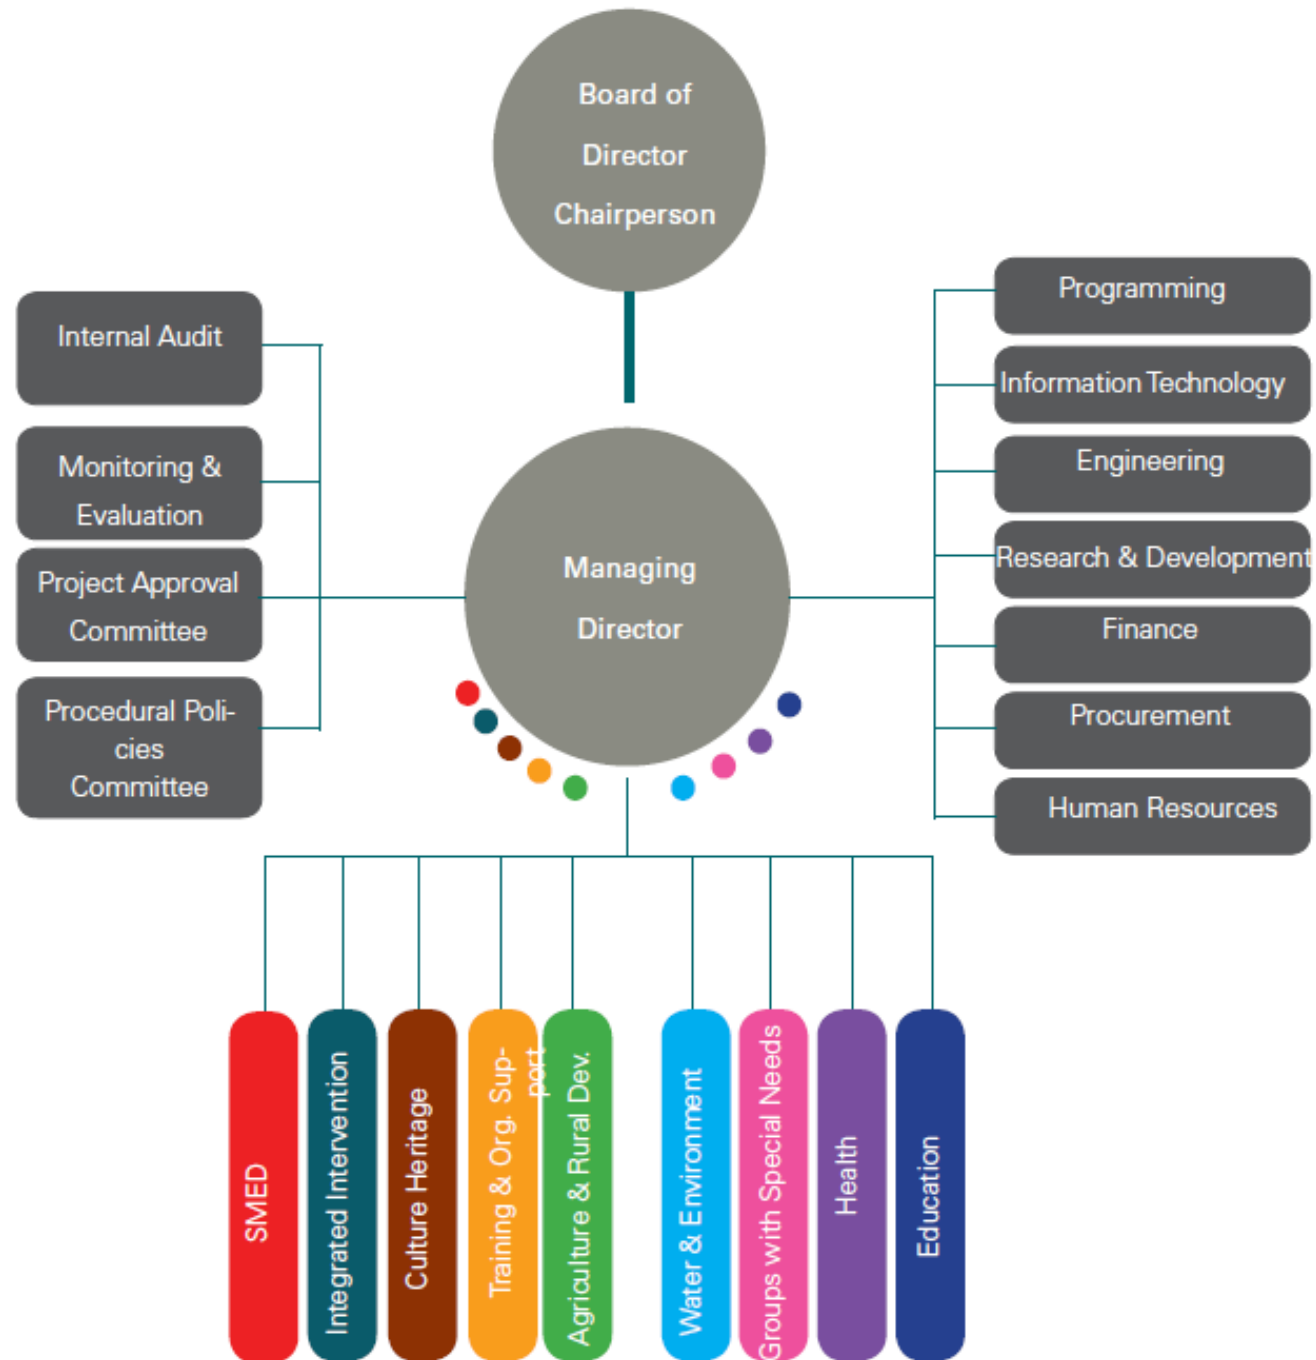 Board of
Director
Chairperson
Internal Audit
Monitoring &
Evaluation
Project Approval
Committee
Procedural Poli-
cies
Committee
Managing
Director
Programming
Information Technology
Engineering
Research & Development
Finance
Procurement
Human Resources
SMED
Integrated Intervention
Culture Heritage
Training & Org. Sup-
port
Agriculture & Rural Dev.
Water & Environment
Groups with Special Needs
Health
Education